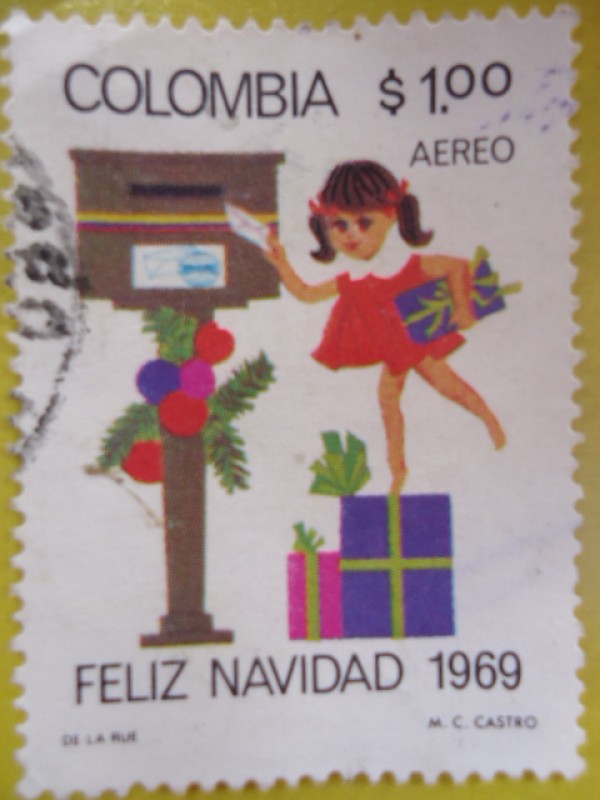 COLOMBIA $1.00
AEREO
FELIZ NAVIDAD 1969
DE LA RUE
M. C. CASTRO